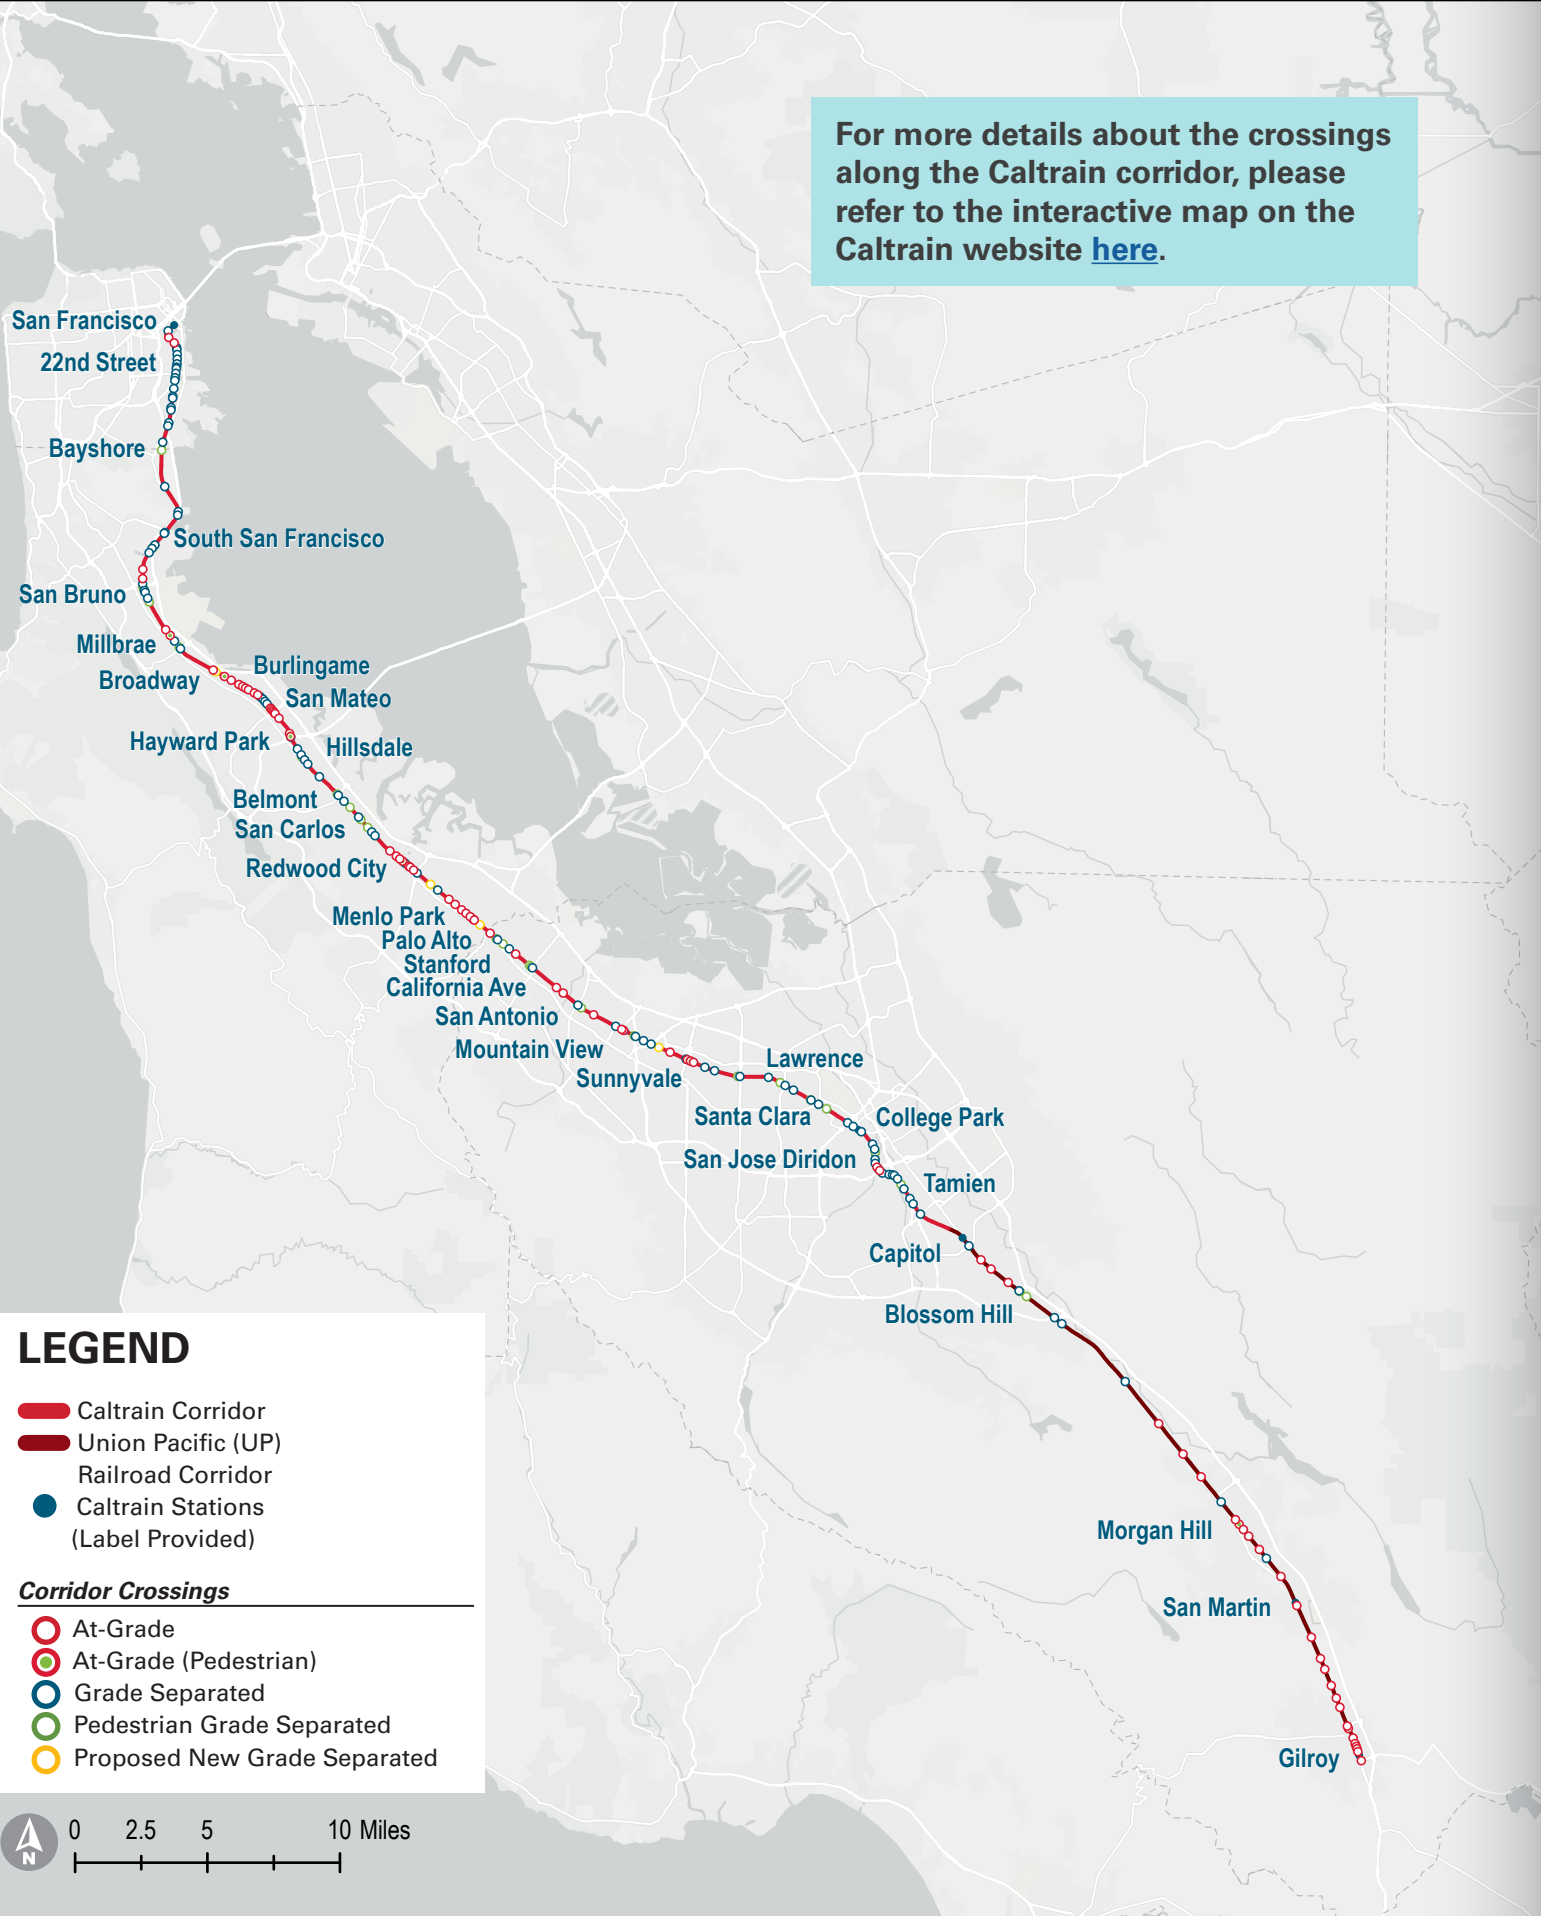 For more details about the crossings
along the Caltrain corridor, please
refer to the interactive map on the
Caltrain website here.
San Francisco
22nd Street
Bayshore
South San Francisco
San Bruno
Millbrae
Burlingame
Broadway
San Mateo
Hayward Park
Hillsdale
Belmont
San Carlos
Redwood City
Menlo Park
Palo Alto
Stanford
California Ave
San Antonio
Mountain View
Lawrence
Sunnyvale
Santa Clara
College Park
San Jose Diridon
Tamien
Capitol
Blossom Hill
Morgan Hill
San Martin
Gilroy
LEGEND
Caltrain Corridor
Union Pacific (UP)
Railroad Corridor
Caltrain Stations
(Label Provided)
Corridor Crossings
At-Grade
At-Grade (Pedestrian)
Grade Separated
Pedestrian Grade Separated
Proposed New Grade Separated
N
0 2.5 5 10 Miles